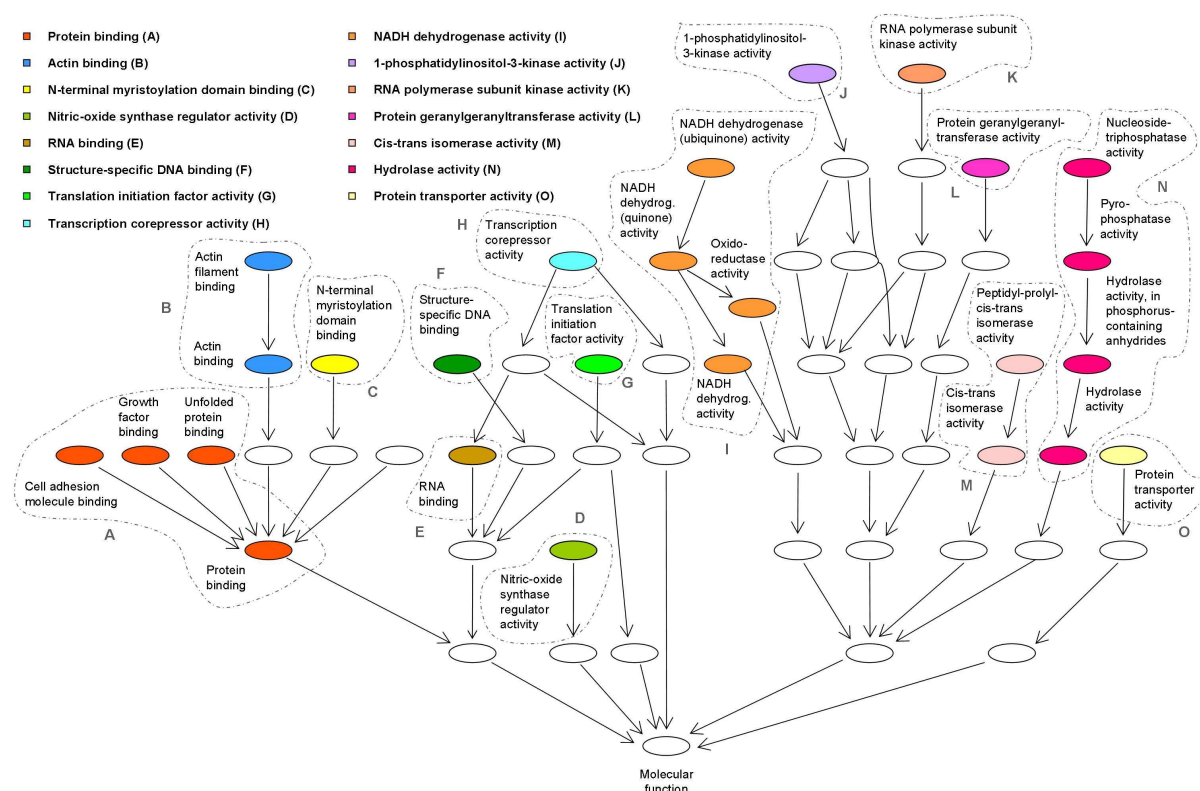 Protein binding (A)
Actin binding (B)
N-terminal myristoylation domain binding (C)
Nitric-oxide synthase regulator activity (D)
RNA binding (E)
Structure-specific DNA binding (F)
Translation initiation factor activity (G)
Transcription corepressor activity (H)
NADH dehydrogenase activity (I)
1-phosphatidylinositol-3-kinase activity (J)
RNA polymerase subunit kinase activity (K)
Protein geranylgeranyltransferase activity (L)
Cis-trans isomerase activity (M)
Hydrolase activity (N)
Protein transporter activity (O)
1-phosphatidylinositol-
3-kinase activity
J
RNA polymerase subunit
kinase activity
K
NADH dehydrogenase
(ubiquinone) activity
NADH
dehydrog.
(quinone)
activity
Oxido-
reductase
activity
NADH
dehydrog.
activity
I
Protein geranylgeranyl-
transferase activity
L
Nucleoside-
triphosphatase
activity
N
Pyro-
phosphatase
activity
Hydrolase
activity, in
phosphorus-
containing
anhydrides
Hydrolase
activity
Peptidyl-prolyl-
cis-trans
isomerase
activity
Cis-trans
isomerase
activity
M
Protein
transporter
activity
O
H
Transcription
corepressor
activity
F
Structure-
specific DNA
binding
Translation
initiation
factor activity
G
B
Actin
filament
binding
Actin
binding
N-terminal
myristoylation
domain
binding
C
Growth
factor
binding
Unfolded
protein
binding
Cell adhesion
molecule binding
A
Protein
binding
RNA
binding
E
D
Nitric-oxide
synthase
regulator
activity
Molecular
function